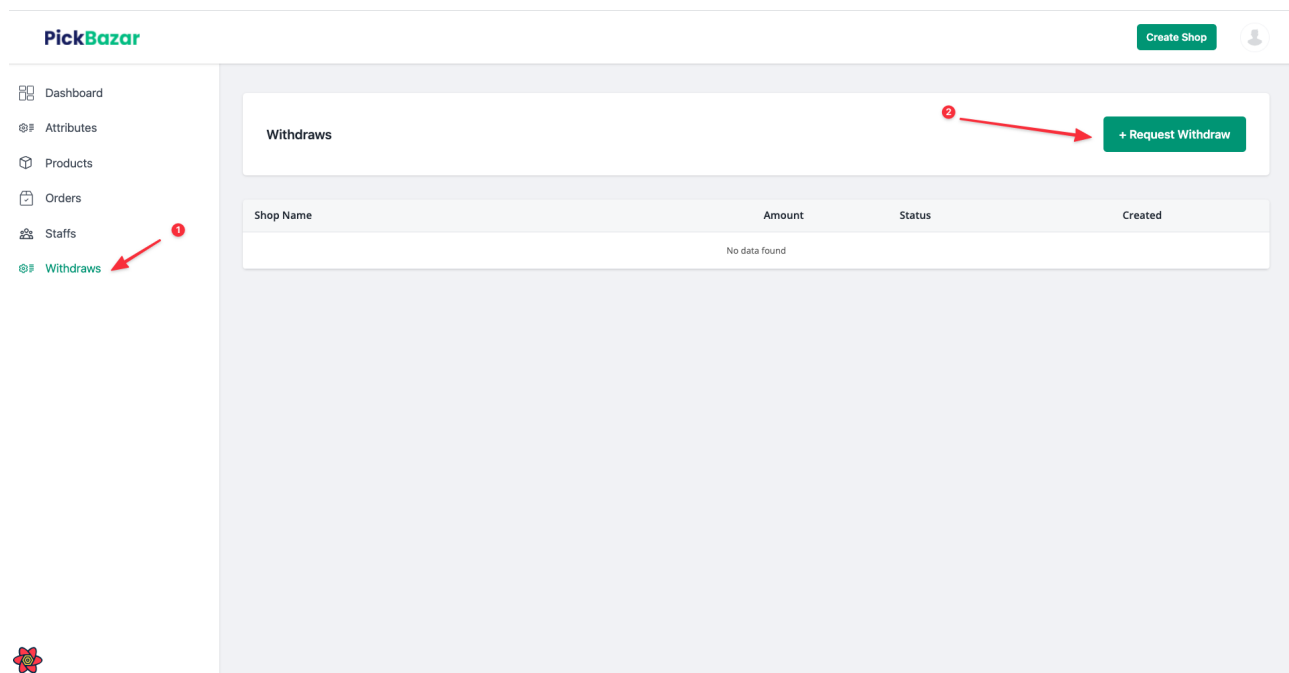 PickBazar
Create Shop
Dashboard
Attributes
Products
Orders
Staffs
Withdraws
1
Withdraws
2
+ Request Withdraw
Shop Name Amount Status Created
No data found